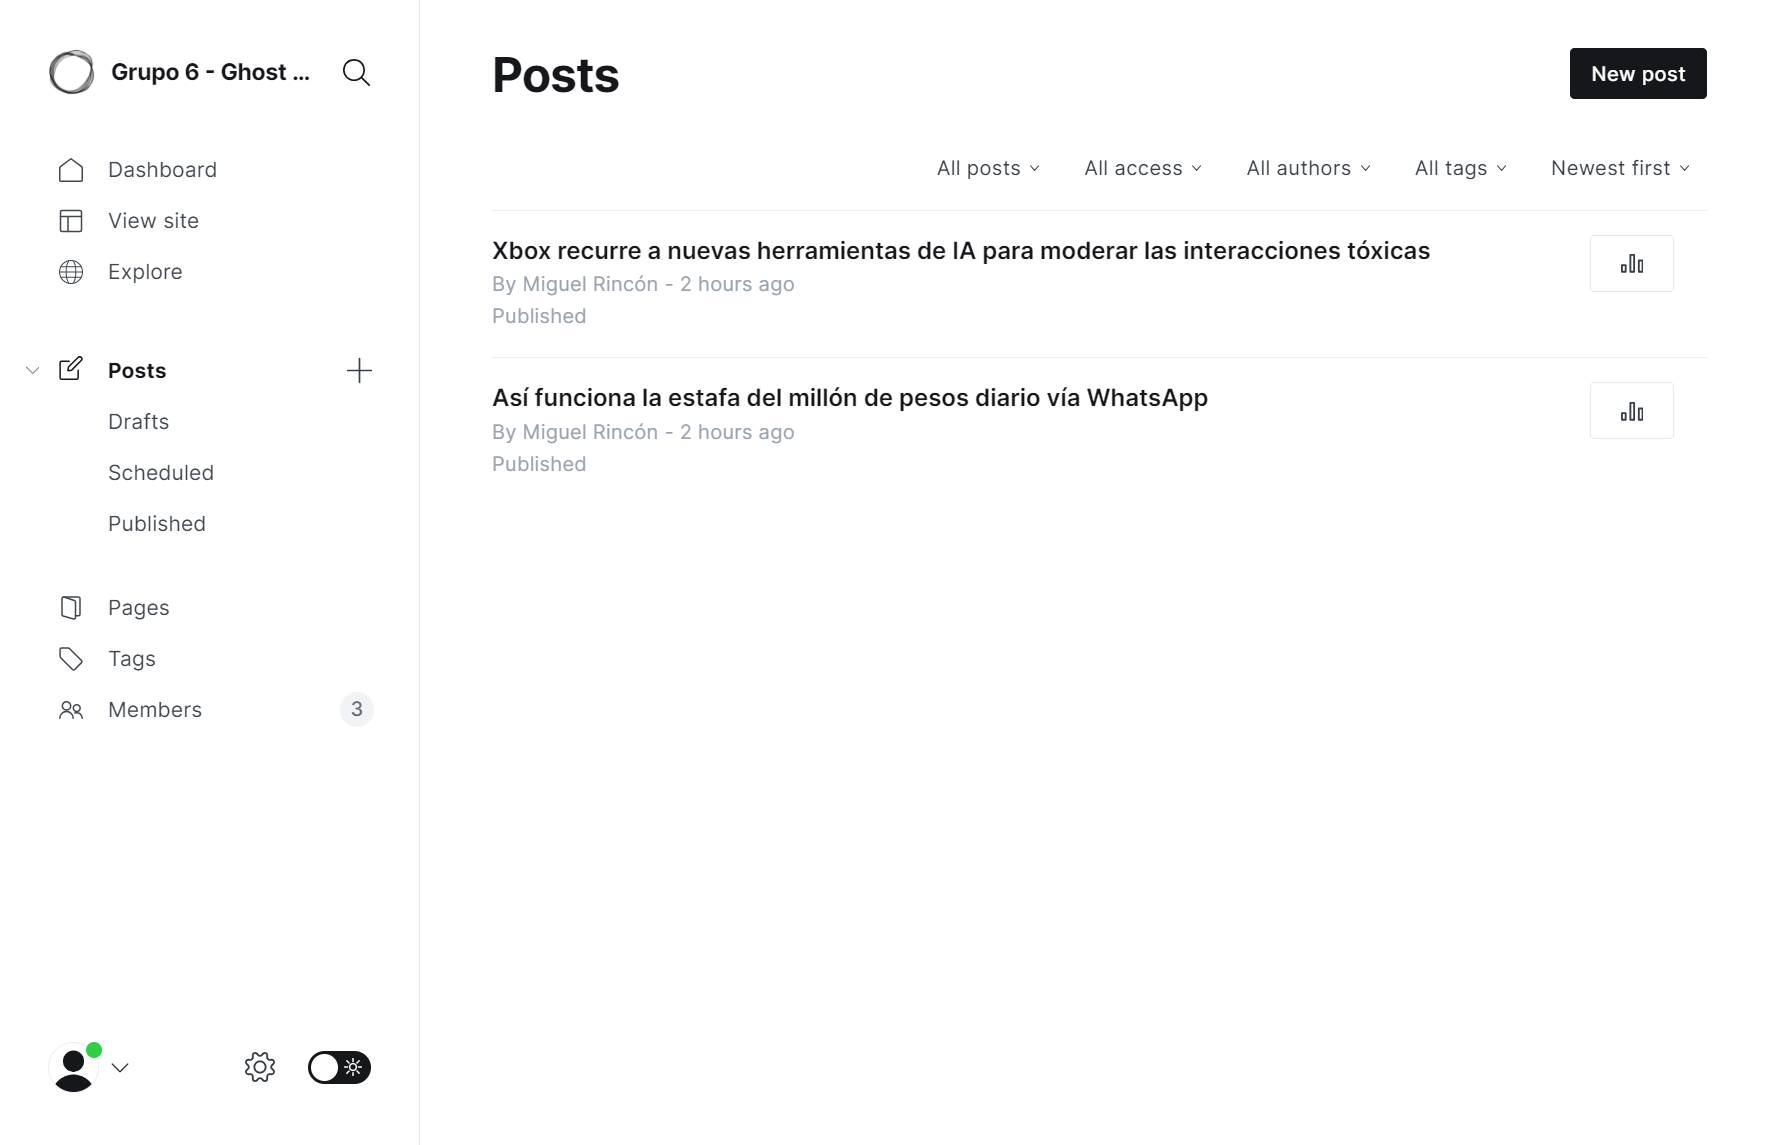 Grupo 6 - Ghost ...
Dashboard
View site
Explore
Posts
Drafts
Scheduled
Published
Pages
Tags
Members 3
Posts
New post
All posts All access All authors All tags Newest first
Xbox recurre a nuevas herramientas de IA para moderar las interacciones tóxicas
By Miguel Rincón - 2 hours ago
Published
Así funciona la estafa del millón de pesos diario vía WhatsApp
By Miguel Rincón - 2 hours ago
Published